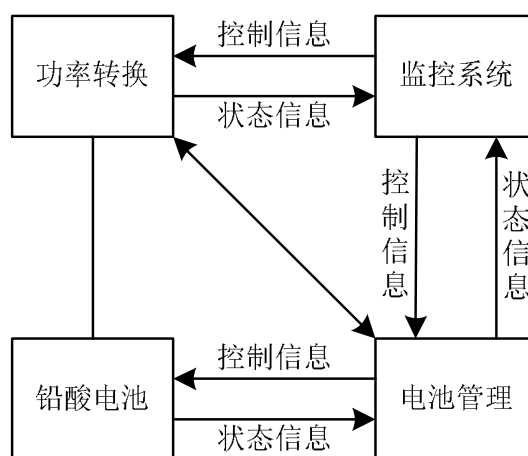 控制信息
功率转换
监控系统
状态信息
控制信息
状态信息
控制信息
铅酸电池
电池管理
状态信息